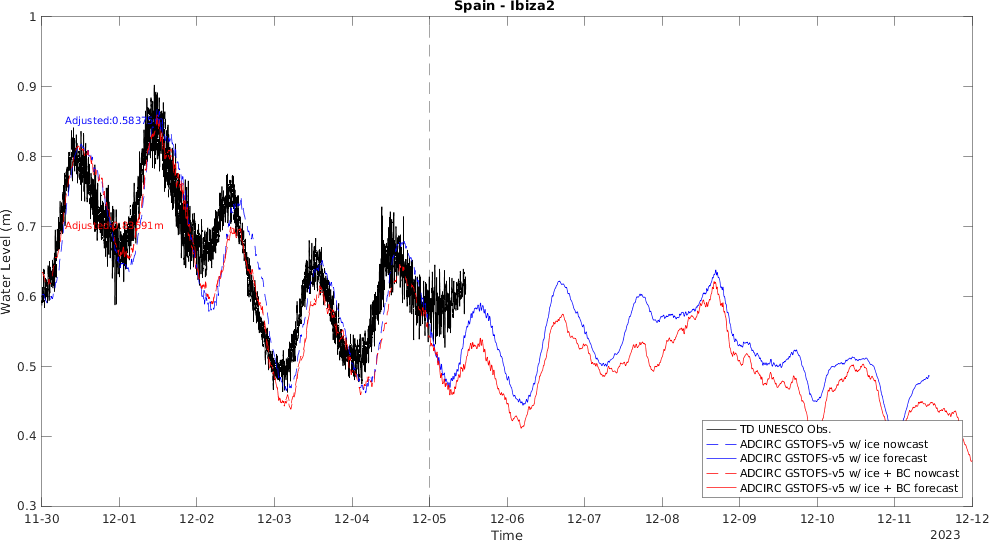 Spain - Ibiza2
1
0.9
0.8
0.7
0.6
0.5
0.4
0.3
Water Level (m)
Adjusted:0.5837
TD UNESCO Obs.
ADCIRC GSTOFS-v5 w/ ice nowcast
ADCIRC GSTOFS-v5 w/ ice forecast
ADCIRC GSTOFS-v5 w/ ice + BC nowcast
ADCIRC GSTOFS-v5 w/ ice + BC forecast
11-30 12-01 12-02 12-03 12-04 12-05 12-06 12-07 12-08 12-09 12-10 12-11 12-12
Time
2023